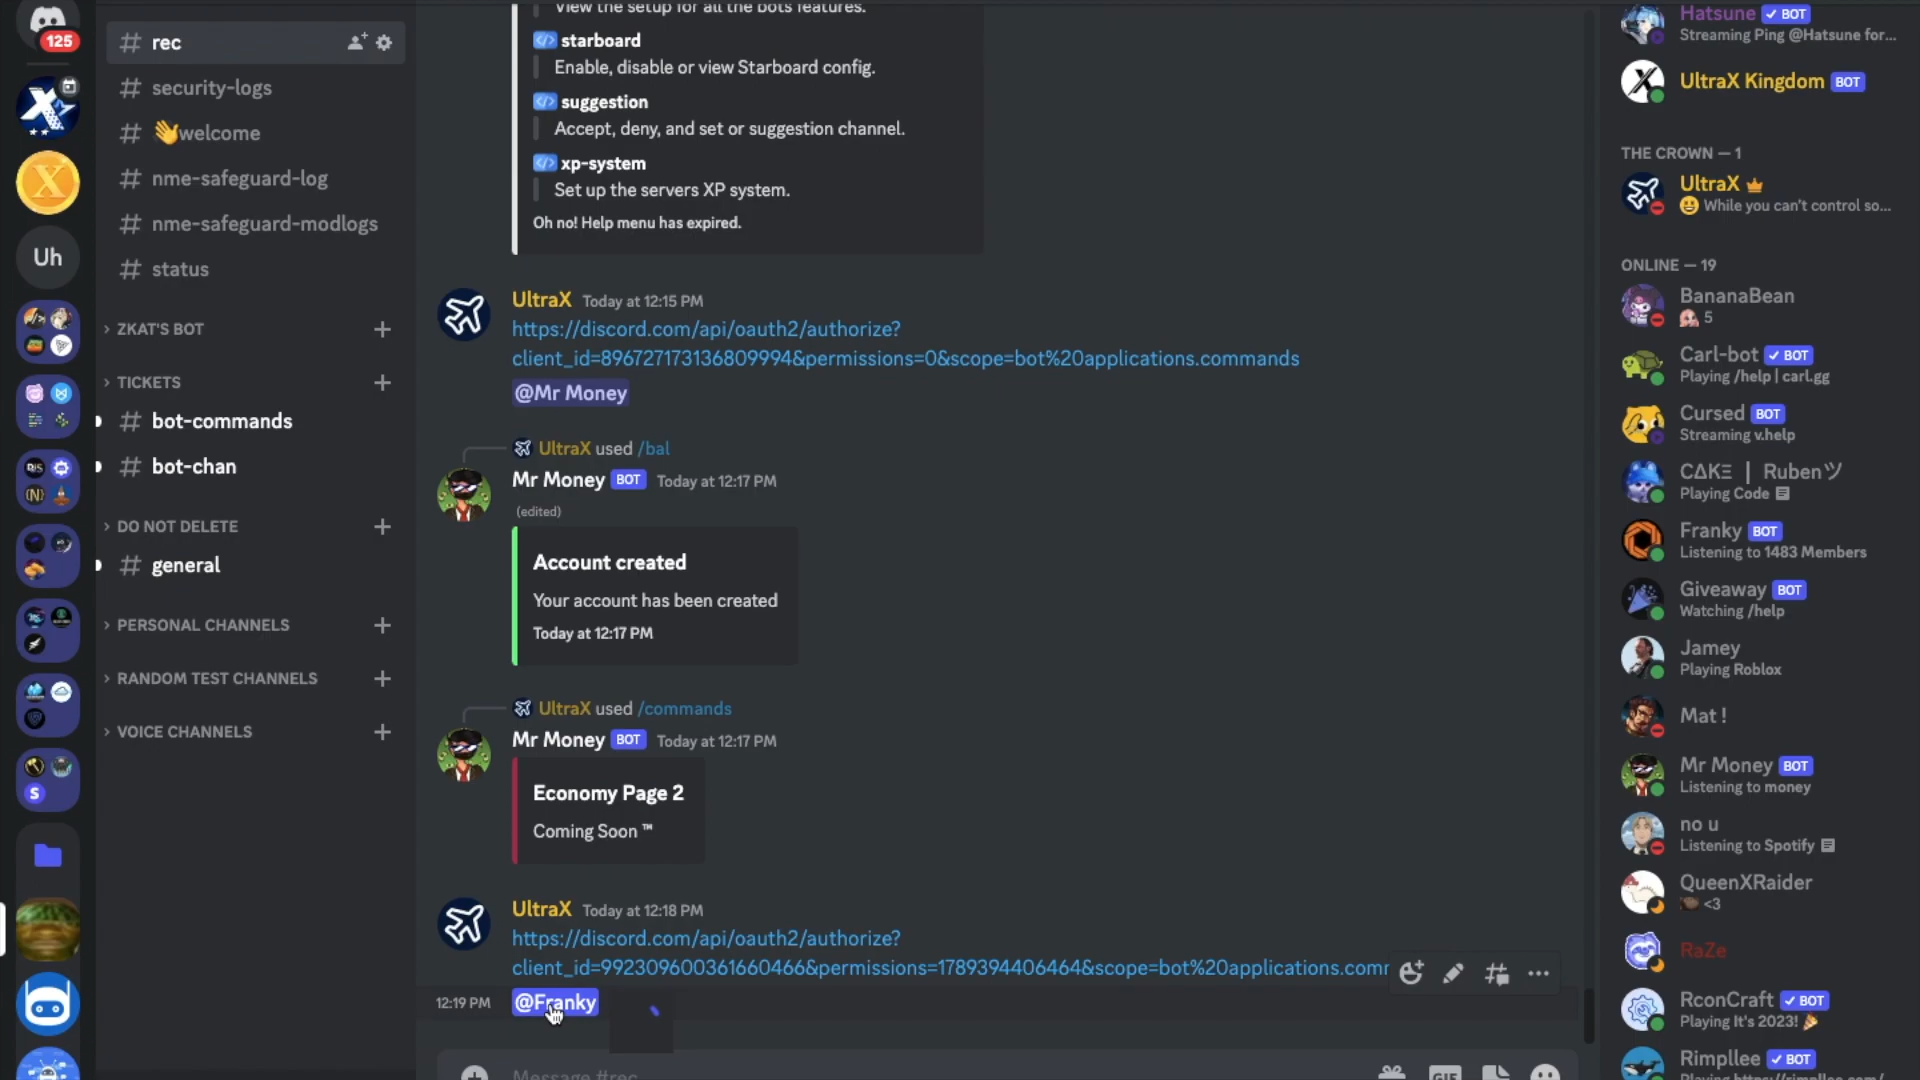 125
Uh
rec
security-logs
👋welcome
nme-safeguard-log
nme-safeguard-modlogs
status
ZKAT'S BOT
TICKETS
bot-commands
bot-chan
DO NOT DELETE
general
PERSONAL CHANNELS
RANDOM TEST CHANNELS
VOICE CHANNELS
View the setup for all the bots features.
starboard
Enable, disable or view Starboard config.
suggestion
Accept, deny, and set or suggestion channel.
xp-system
Set up the servers XP system.
Oh no! Help menu has expired.
UltraX Today at 12:15 PM
https://discord.com/api/oauth2/authorize?
client_id=896727173136809994&permissions=0&scope=bot%20applications.commands
@Mr Money
UltraX used /bal
Mr Money BOT Today at 12:17 PM
(edited)
Account created
Your account has been created
Today at 12:17 PM
UltraX used /commands
Mr Money BOT Today at 12:17 PM
Economy Page 2
Coming Soon ™
UltraX Today at 12:18 PM
https://discord.com/api/oauth2/authorize?
client_id=992309600361660466&permissions=1789394406464&scope=bot%20applications.comm
12:19 PM @Franky
Message #rec
GIF
Hatsune ✓ BOT
Streaming Ping @Hatsune for...
UltraX Kingdom BOT
THE CROWN — 1
UltraX
While you can't control so...
ONLINE — 19
BananaBean
5
Carl-bot ✓ BOT
Playing /help | carl.gg
Cursed BOT
Streaming v.help
CΔKΞ | Rubenツ
Playing Code
Franky BOT
Listening to 1483 Members
Giveaway BOT
Watching /help
Jamey
Playing Roblox
Mat !
Mr Money BOT
Listening to money
no u
Listening to Spotify
QueenXRaider
<3
RaZe
RconCraft ✓ BOT
Playing It's 2023! 🎉
Rimpllee ✓ BOT
Playing https://rimpllee.com/